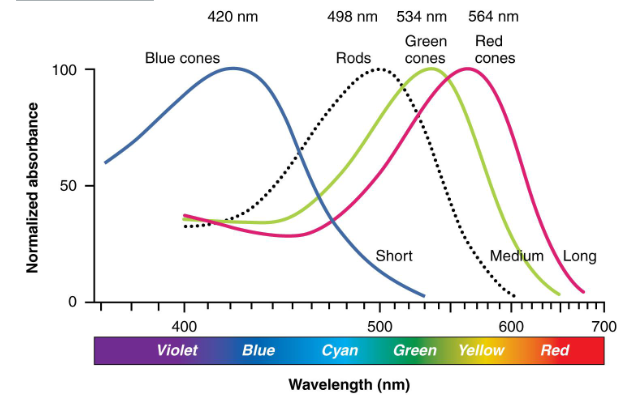 420 nm 498 nm 534 nm 564 nm
Blue cones
Rods
Green
cones
Red
cones
100
50
0
Normalized absorbance
Short
Medium
Long
400 500 600 700
Violet Blue Cyan Green Yellow Red
Wavelength (nm)